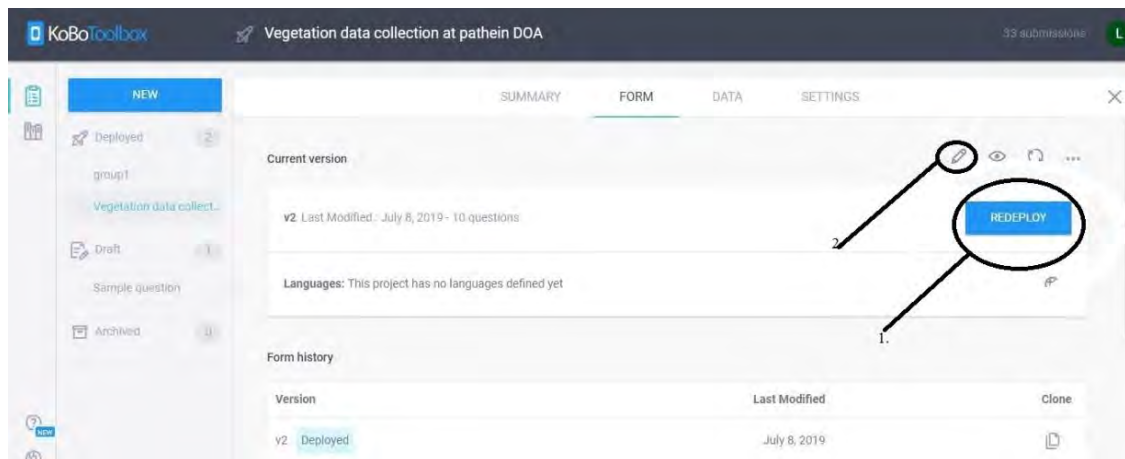 KoBoToolbox
Vegetation data collection at pathein DOA
33 submissions
L
NEW
SUMMARY FORM DATA SETTINGS
Deployed 2
group1
Vegetation data collect...
Draft 1
Sample question
Archived 0
Current version
v2 Last Modified : July 8, 2019 - 10 questions
REDEPLOY
2.
Languages: This project has no languages defined yet
1.
Form history
Version Last Modified Clone
v2 Deployed July 8, 2019
NEW